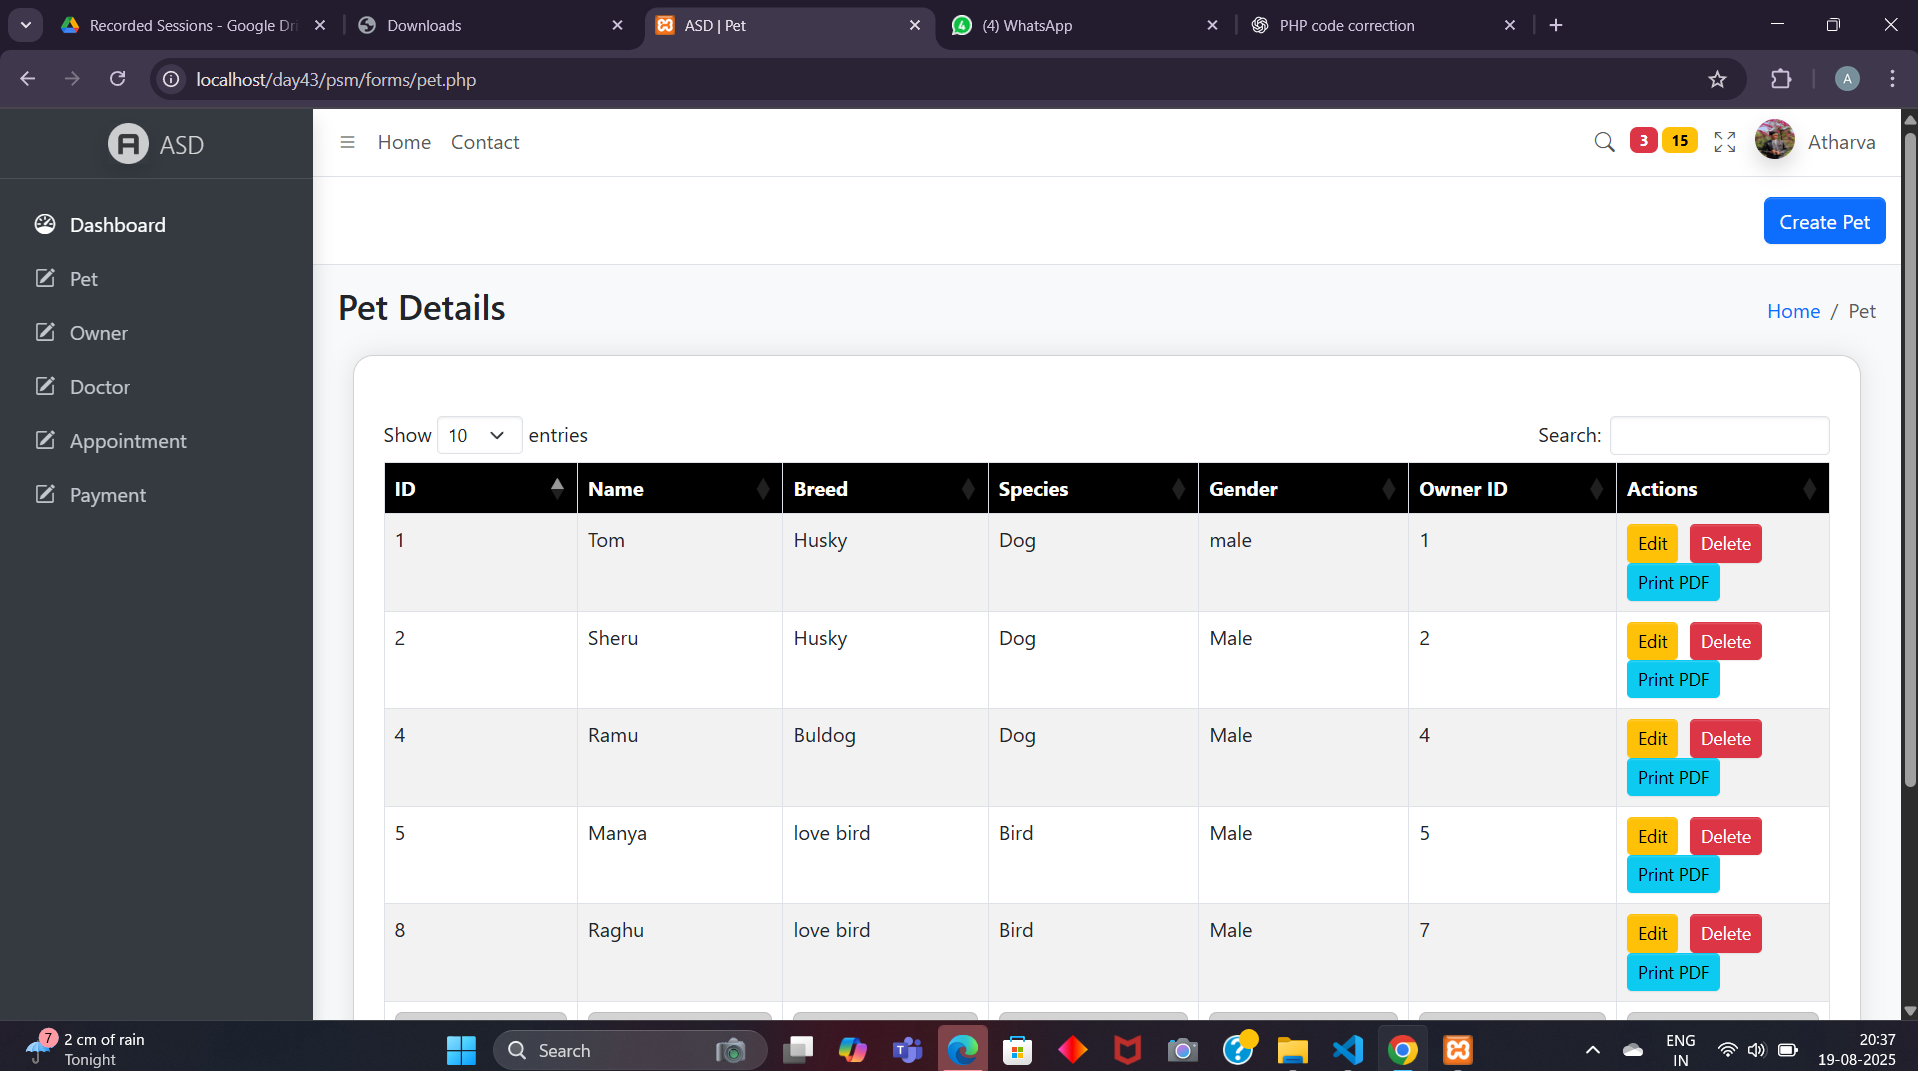 Recorded Sessions - Google Dri
Downloads
ASD | Pet
(4) WhatsApp
PHP code correction
localhost/day43/psm/forms/pet.php
A
ASD
Home Contact
3 15
Atharva
Dashboard
Pet
Owner
Doctor
Appointment
Payment
Create Pet
Pet Details
Home / Pet
Show 10 entries
Search:
ID Name Breed Species Gender Owner ID Actions
1 Tom Husky Dog male 1 Edit Delete
Print PDF
2 Sheru Husky Dog Male 2 Edit Delete
Print PDF
4 Ramu Buldog Dog Male 4 Edit Delete
Print PDF
5 Manya love bird Bird Male 5 Edit Delete
Print PDF
8 Raghu love bird Bird Male 7 Edit Delete
Print PDF
7
2 cm of rain
Tonight
Search
ENG
IN
20:37
19-08-2025